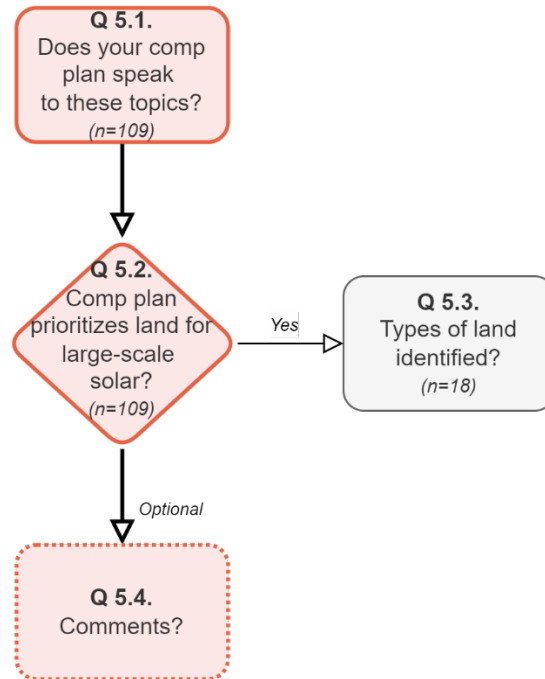 Q 5.1.
Does your comp
plan speak
to these topics?
(n=109)
Q 5.2.
Comp plan
prioritizes land for
large-scale
solar?
(n=109)
Yes
Q 5.3.
Types of land
identified?
(n=18)
Optional
Q 5.4.
Comments?